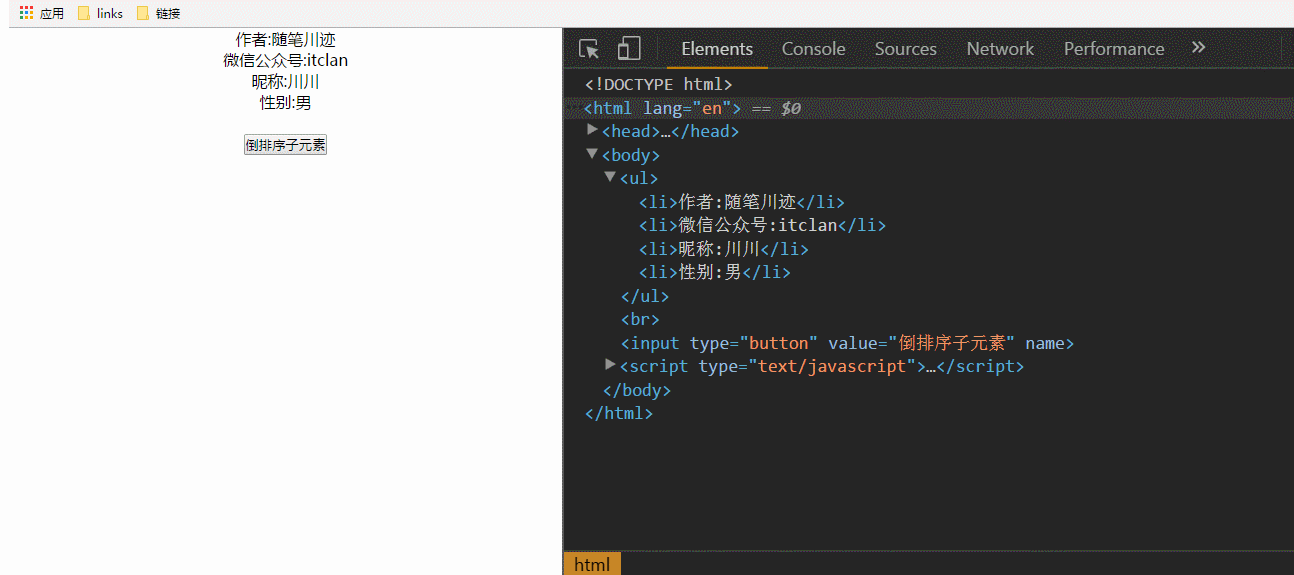 应用 links 链接
作者:随笔川迹
微信公众号:itclan
昵称:川川
性别:男
倒排序子元素
Elements Console Sources Network Performance »
<!DOCTYPE html>
<html lang="en"> == $0
<head>…</head>
<body>
<ul>
<li>作者:随笔川迹</li>
<li>微信公众号:itclan</li>
<li>昵称:川川</li>
<li>性别:男</li>
</ul>
<br>
<input type="button" value="倒排序子元素" name>
<script type="text/javascript">…</script>
</body>
</html>
html